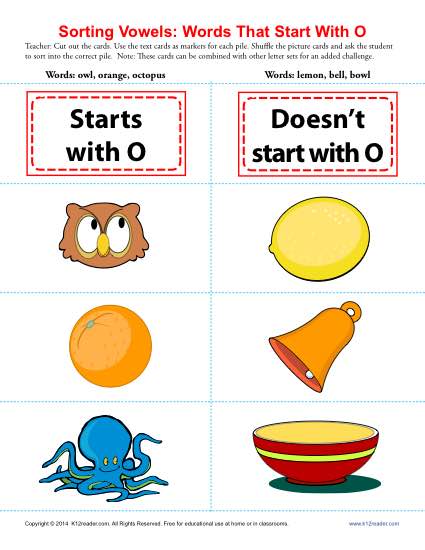 Sorting Vowels: Words That Start With O
Teacher: Cut out the cards. Use the text cards as markers for each pile. Shuffle the picture cards and ask the student
to sort into the correct pile. Note: These cards can be combined with other letter sets for an added challenge.
Words: owl, orange, octopus
Words: lemon, bell, bowl
Starts
with O
Doesn't
start with O
Copyright © 2014 K12reader.com. All Rights Reserved. Free for educational use at home or in classrooms.
www.k12reader.com